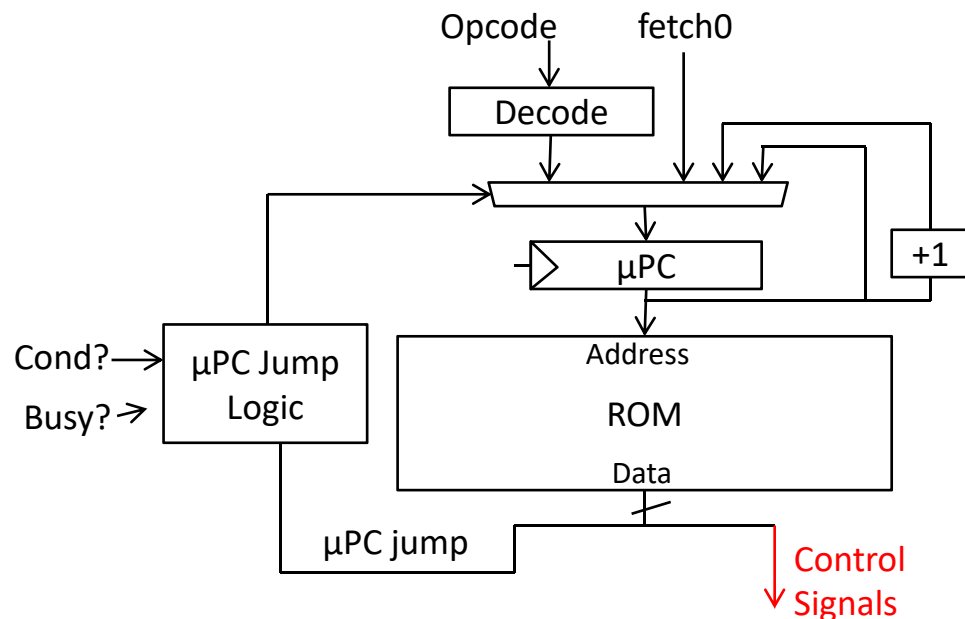 Opcode
fetch0
Decode
+1
µPC
Cond?
Busy?
µPC Jump
Logic
Address
ROM
Data
µPC jump
Control
Signals